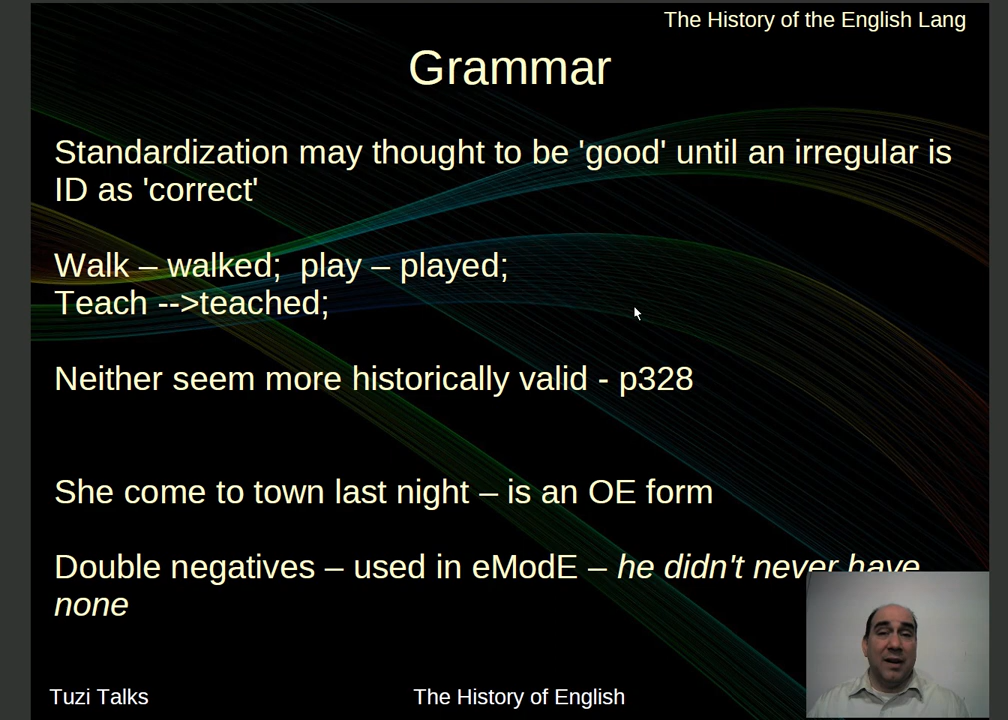 The History of the English Lang
Grammar
Standardization may thought to be 'good' until an irregular is
ID as 'correct'
Walk – walked;  play – played;
Teach -->teached;
Neither seem more historically valid - p328
She come to town last night – is an OE form
Double negatives – used in eModE – he didn't never have
none
Tuzi Talks
The History of English